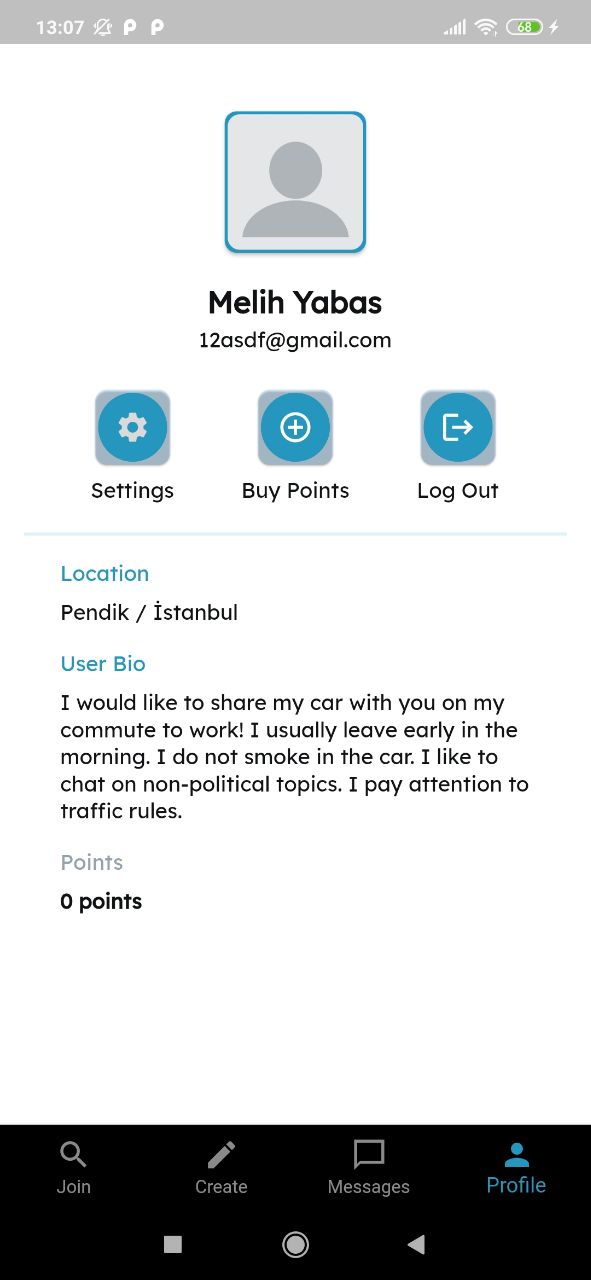 13:07
68
Melih Yabas
12asdf@gmail.com
Settings
Buy Points
Log Out
Location
Pendik / İstanbul
User Bio
I would like to share my car with you on my
commute to work! I usually leave early in the
morning. I do not smoke in the car. I like to
chat on non-political topics. I pay attention to
traffic rules.
Points
0 points
Join
Create
Messages
Profile